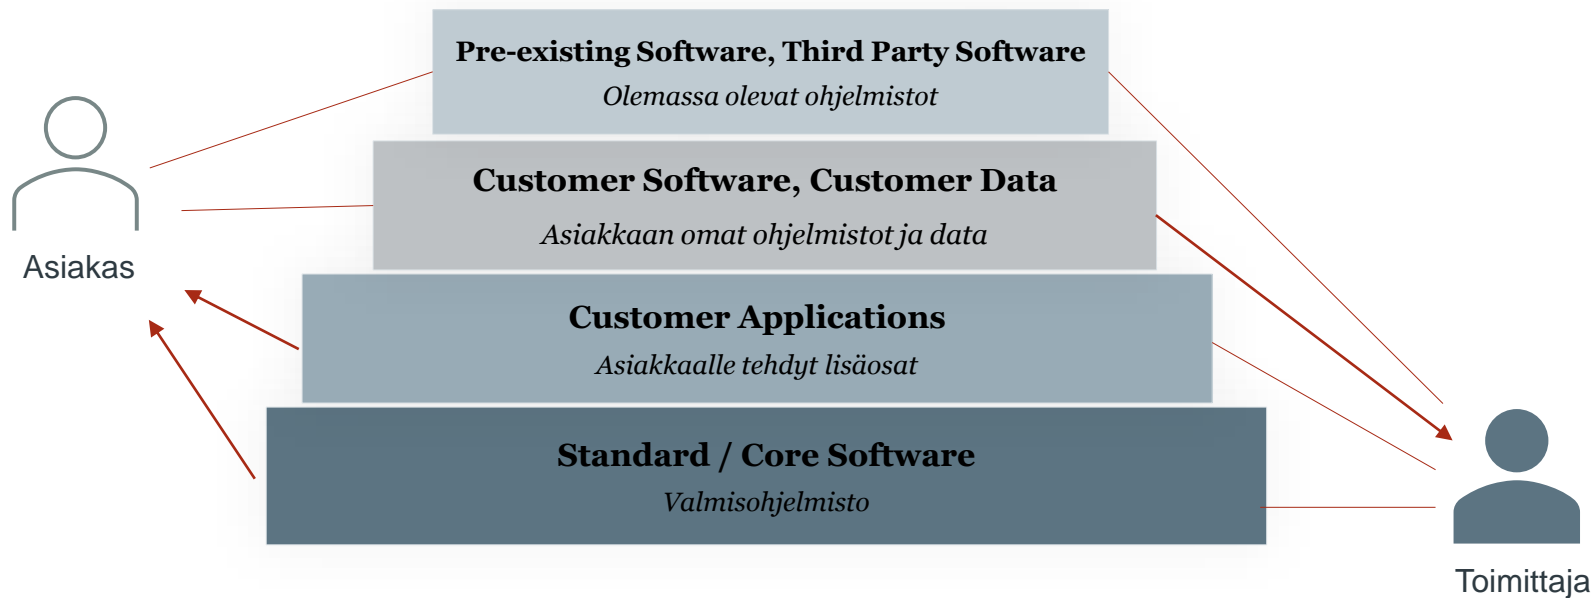 Pre-existing Software, Third Party Software
Olemassa olevat ohjelmistot
Customer Software, Customer Data
Asiakkaan omat ohjelmistot ja data
Asiakas
Customer Applications
Asiakkaalle tehdyt lisäosat
Standard / Core Software
Valmisohjelmisto
Toimittaja